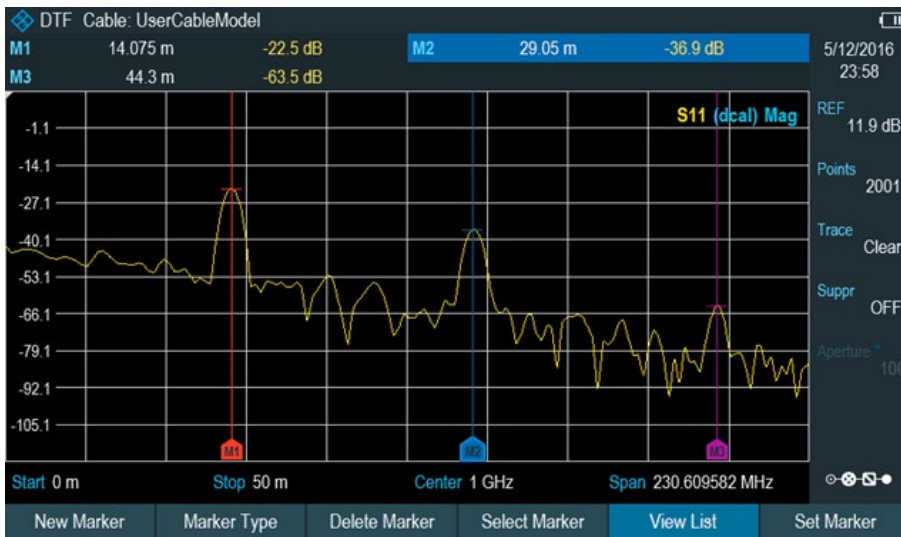 DTF Cable: UserCableModel
M1 14.075 m -22.5 dB M2 29.05 m -36.9 dB
M3 44.3 m -63.5 dB
5/12/2016
23:58
S11 (dcal) Mag
-1.1
-14.1
-27.1
-40.1
-53.1
-66.1
-79.1
-92.1
-105.1
M1 M2 M3
REF
11.9 dB
Points
2001
Trace
Clear
Suppr
OFF
Aperture
100
Start 0 m Stop 50 m Center 1 GHz Span 230.609582 MHz
New Marker Marker Type Delete Marker Select Marker View List Set Marker